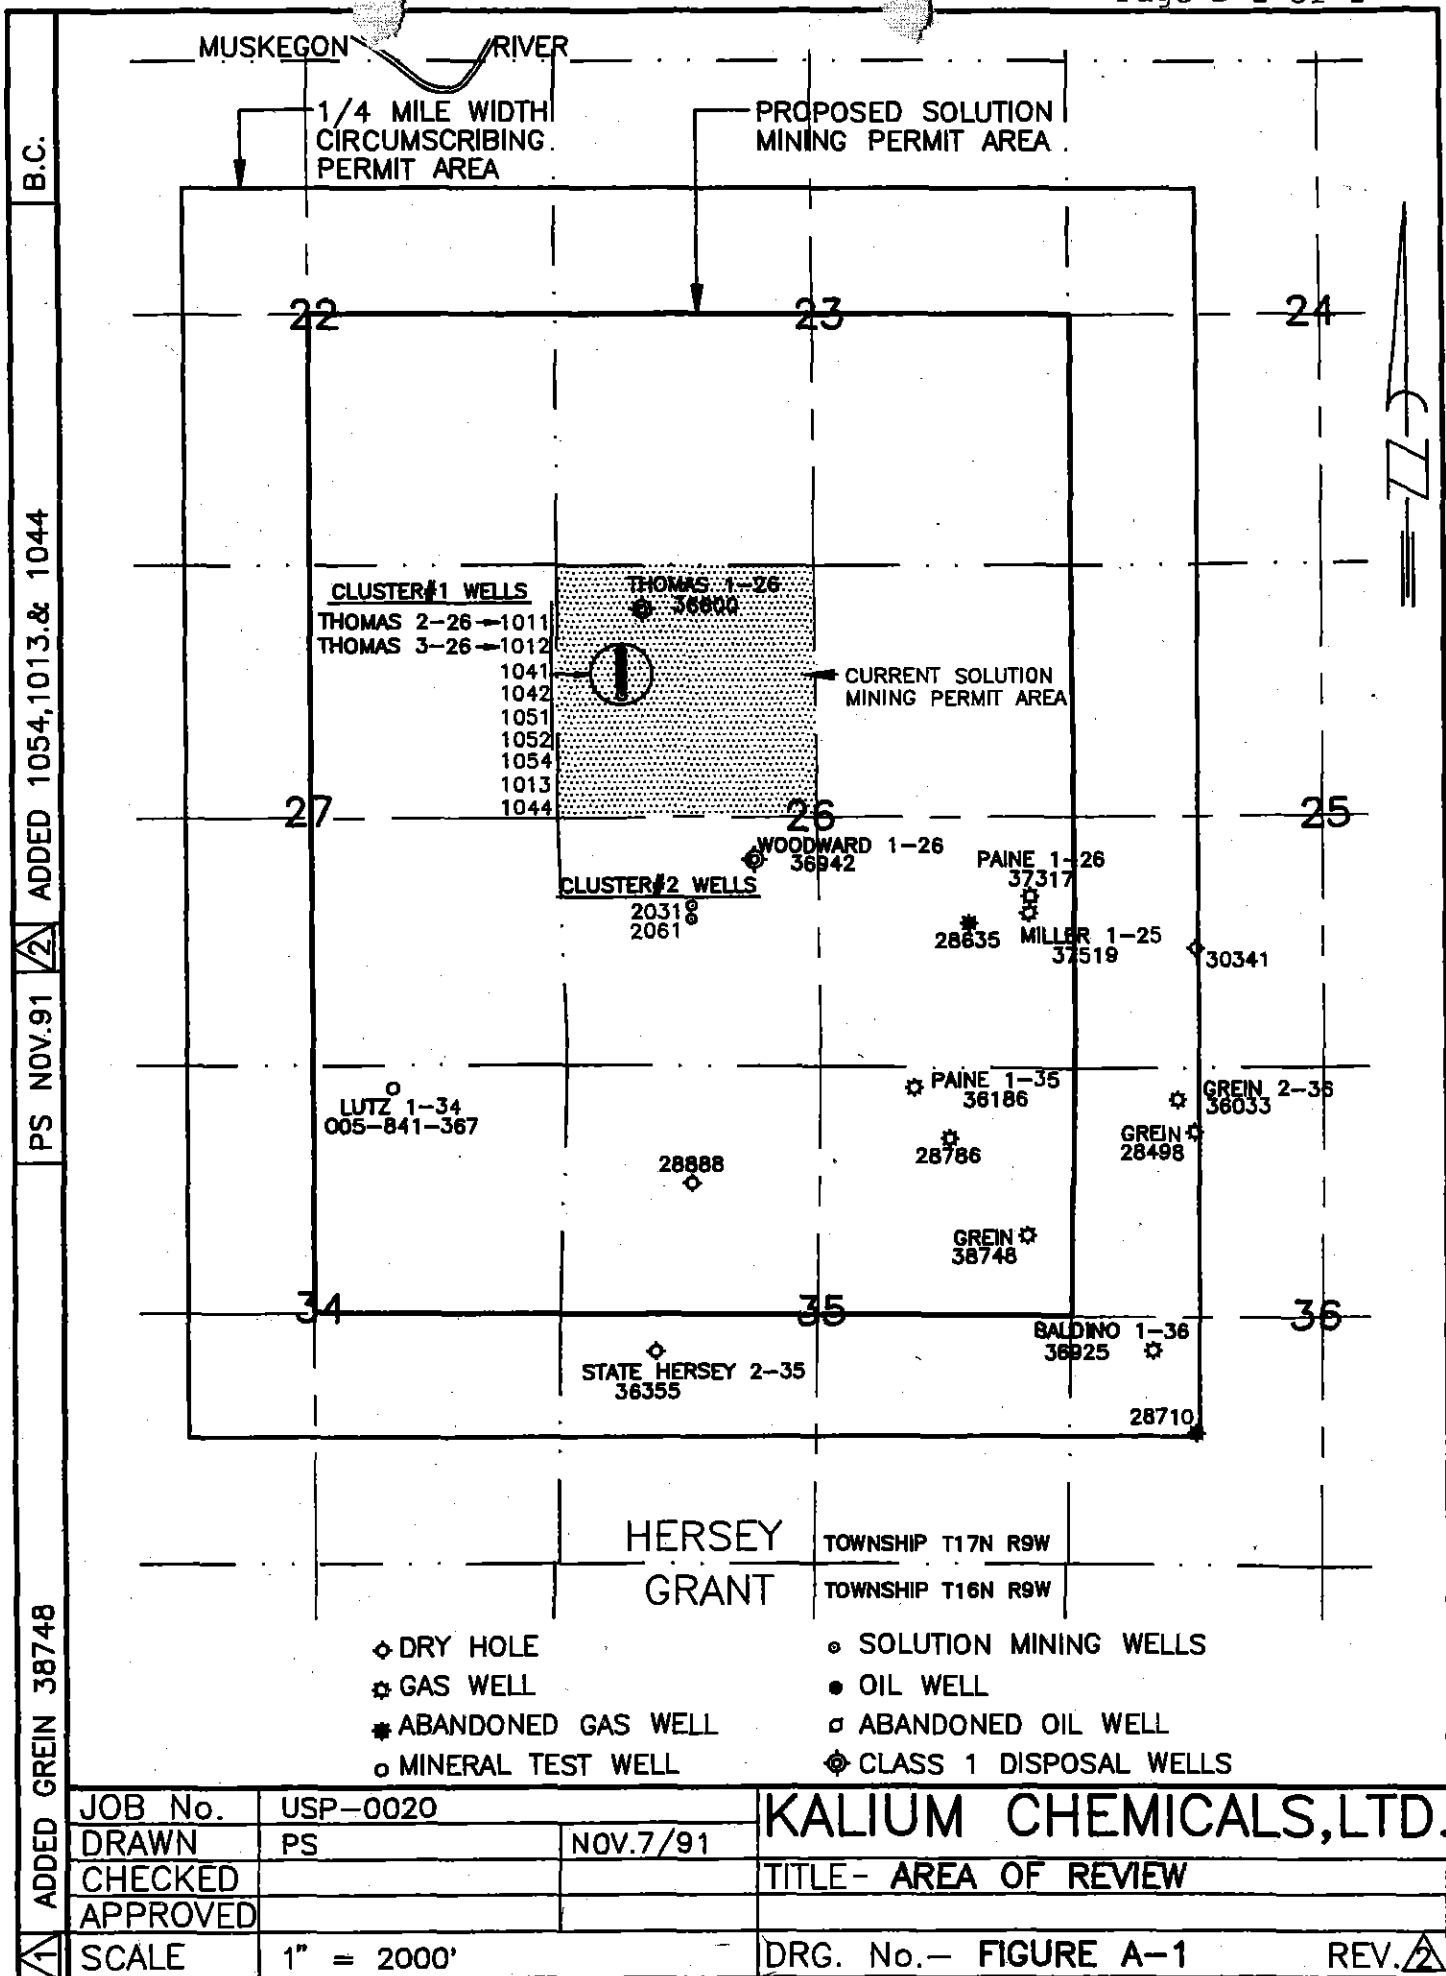 MUSKEGON RIVER
1/4 MILE WIDTH
CIRCUMSCRIBING
PERMIT AREA
PROPOSED SOLUTION
MINING PERMIT AREA
22
23
24
CLUSTER#1 WELLS
THOMAS 2-26 1011
THOMAS 3-26 1012
1041
1042
1051
1052
1054
1013
1044
THOMAS 1-26
36600
CURRENT SOLUTION
MINING PERMIT AREA
27
26
25
WOODWARD 1-26
36942
CLUSTER#2 WELLS
2031
2061
PAINE 1-26
37317
28635
MILLER 1-25
37519
30341
LUTZ 1-34
005-841-367
PAINE 1-35
36186
GREIN 2-36
36033
28786
GREIN
28498
28888
GREIN
38748
34
35
36
BALDINO 1-36
36925
STATE HERSEY 2-35
36355
28710
HERSEY TOWNSHIP T17N R9W
GRANT TOWNSHIP T16N R9W
DRY HOLE
GAS WELL
ABANDONED GAS WELL
MINERAL TEST WELL
SOLUTION MINING WELLS
OIL WELL
ABANDONED OIL WELL
CLASS 1 DISPOSAL WELLS
B.C.
2 ADDED 1054,1013,& 1044
PS NOV.91
1 ADDED GREIN 38748
JOB No. USP-0020
DRAWN PS NOV.7/91
CHECKED
APPROVED
SCALE 1" = 2000'
KALIUM CHEMICALS,LTD.
TITLE- AREA OF REVIEW
DRG. No.- FIGURE A-1 REV. 2